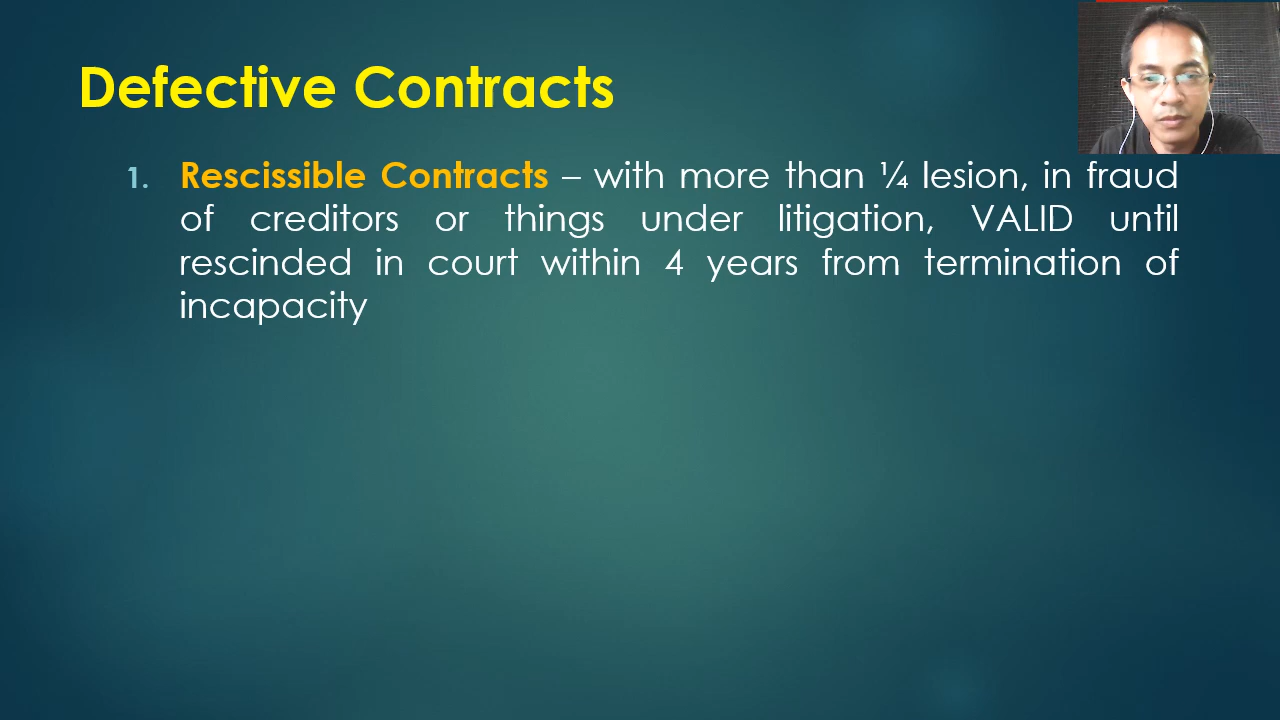 Defective Contracts
1. Rescissible Contracts – with more than ¼ lesion, in fraud
of creditors or things under litigation, VALID until
rescinded in court within 4 years from termination of
incapacity